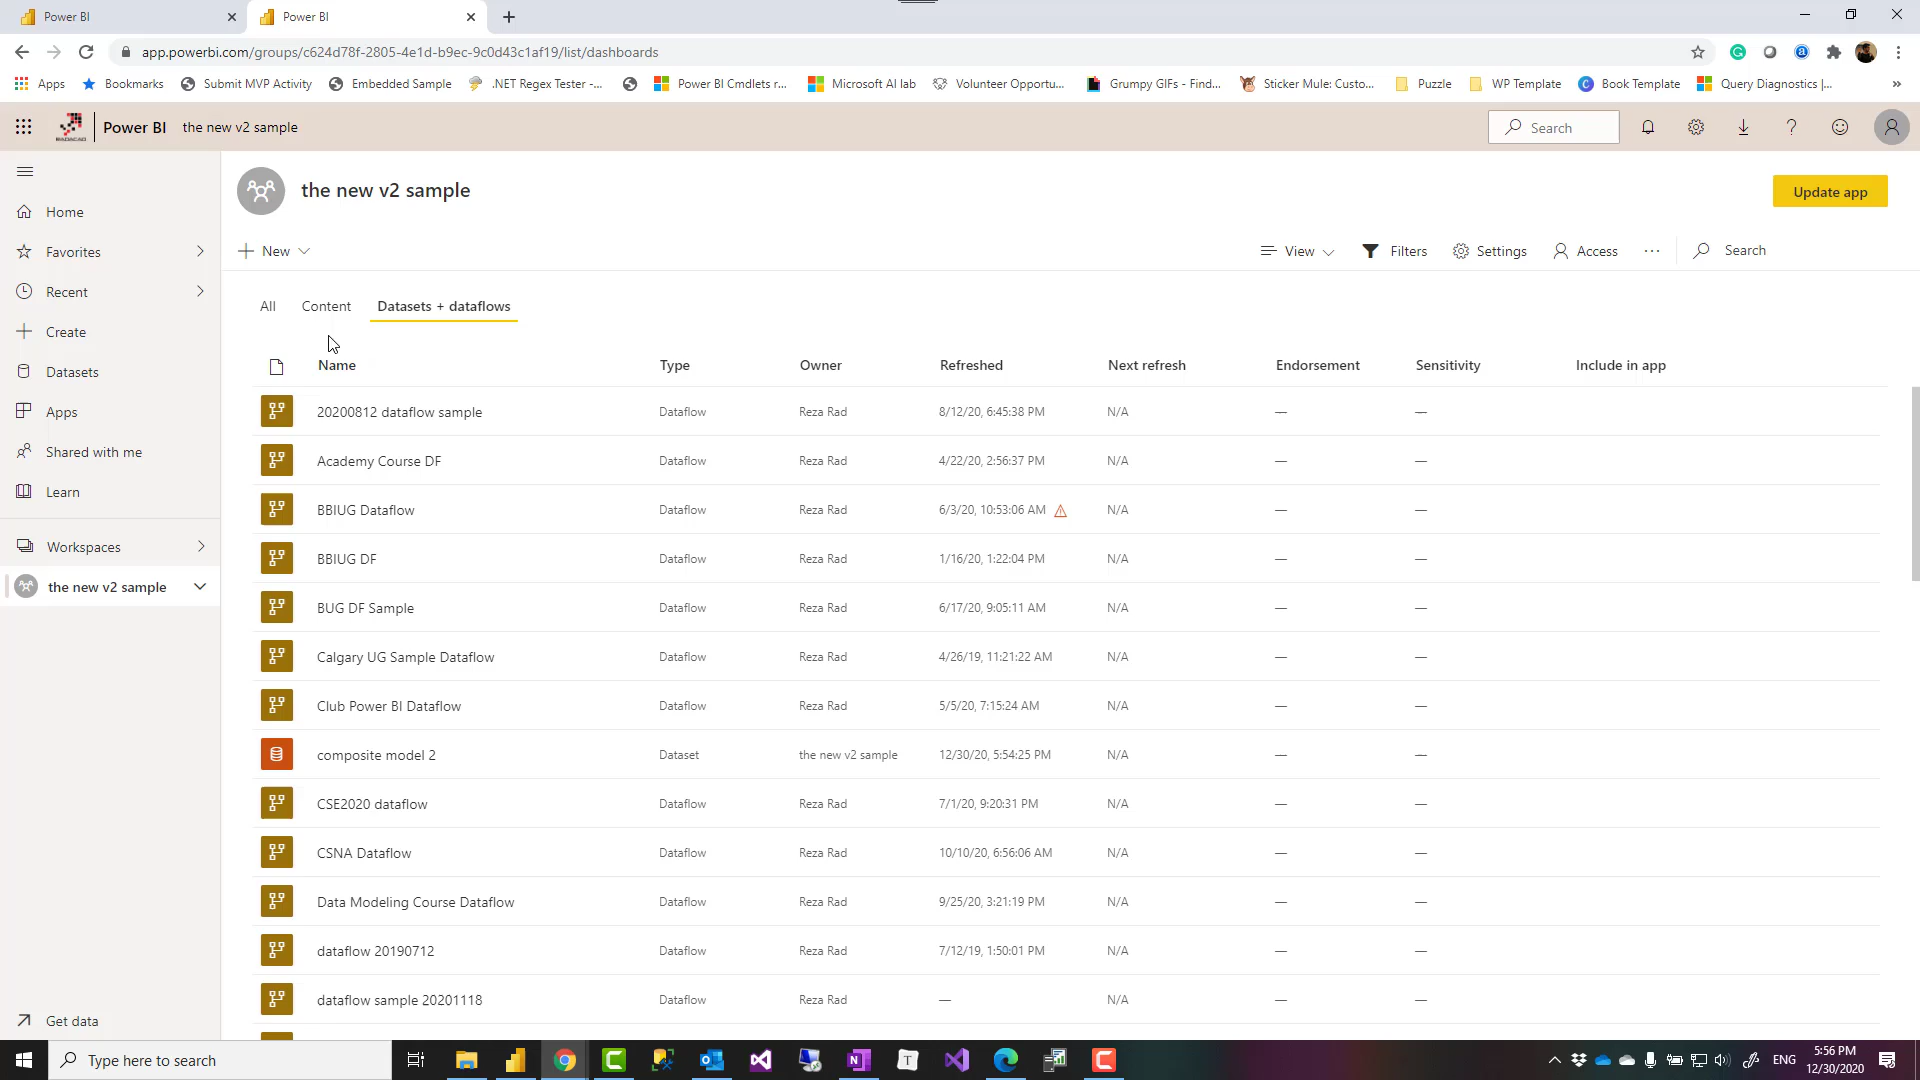 Power BI
Power BI
app.powerbi.com/groups/c624d78f-2805-4e1d-b9ec-9c0d43c1af19/list/dashboards
Apps Bookmarks Submit MVP Activity Embedded Sample .NET Regex Tester -... Power BI Cmdlets r... Microsoft AI lab Volunteer Opportu... Grumpy GIFs - Find... Sticker Mule: Custo... Puzzle WP Template Book Template Query Diagnostics |... »
Power BI the new v2 sample Search
the new v2 sample
Update app
New View Filters Settings Access ... Search
Home
Favorites
Recent
Create
Datasets
Apps
Shared with me
Learn
Workspaces
the new v2 sample
Get data
All Content Datasets + dataflows
Name Type Owner Refreshed Next refresh Endorsement Sensitivity Include in app
20200812 dataflow sample Dataflow Reza Rad 8/12/20, 6:45:38 PM N/A — —
Academy Course DF Dataflow Reza Rad 4/22/20, 2:56:37 PM N/A — —
BBIUG Dataflow Dataflow Reza Rad 6/3/20, 10:53:06 AM N/A — —
BBIUG DF Dataflow Reza Rad 1/16/20, 1:22:04 PM N/A — —
BUG DF Sample Dataflow Reza Rad 6/17/20, 9:05:11 AM N/A — —
Calgary UG Sample Dataflow Dataflow Reza Rad 4/26/19, 11:21:22 AM N/A — —
Club Power BI Dataflow Dataflow Reza Rad 5/5/20, 7:15:24 AM N/A — —
composite model 2 Dataset the new v2 sample 12/30/20, 5:54:25 PM N/A — —
CSE2020 dataflow Dataflow Reza Rad 7/1/20, 9:20:31 PM N/A — —
CSNA Dataflow Dataflow Reza Rad 10/10/20, 6:56:06 AM N/A — —
Data Modeling Course Dataflow Dataflow Reza Rad 9/25/20, 3:21:19 PM N/A — —
dataflow 20190712 Dataflow Reza Rad 7/12/19, 1:50:01 PM N/A — —
dataflow sample 20201118 Dataflow Reza Rad — N/A — —
Type here to search
ENG
5:56 PM
12/30/2020